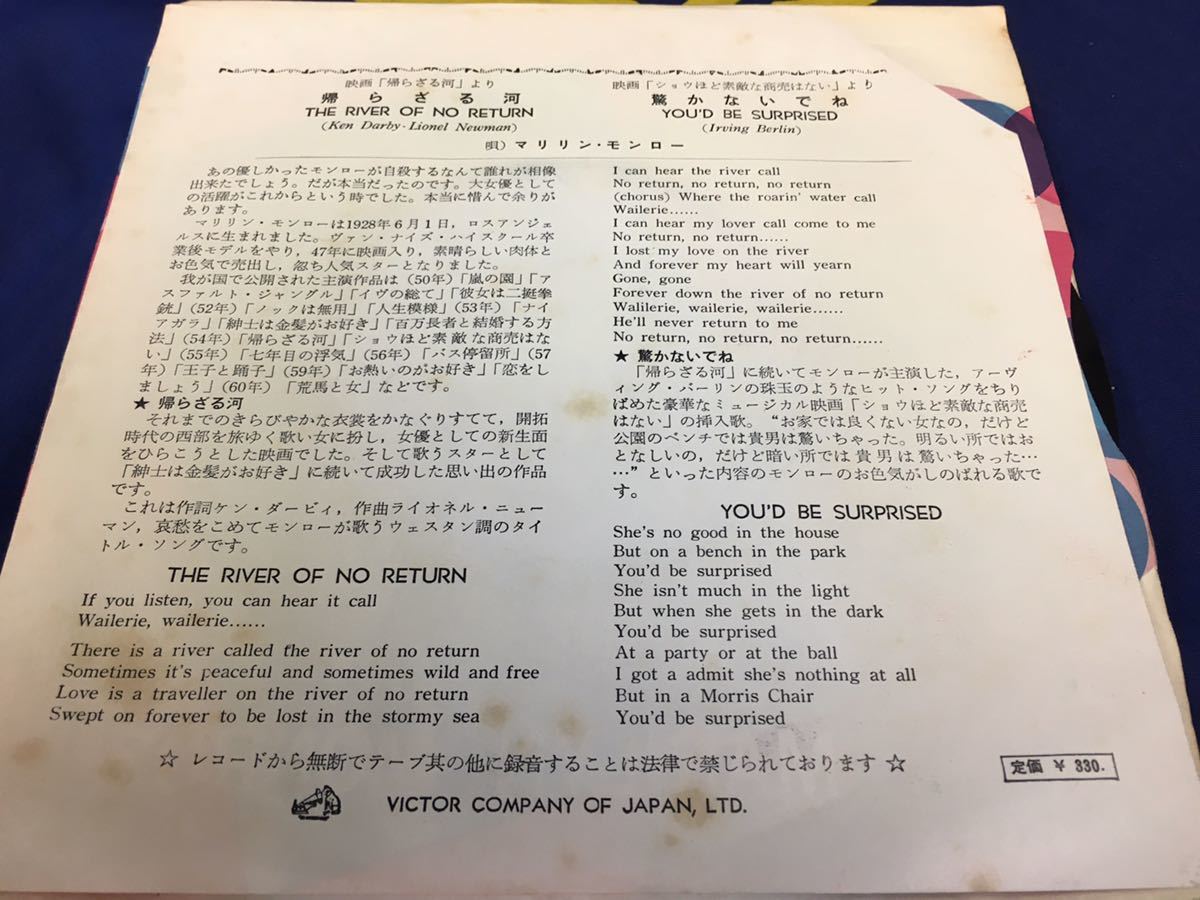 映画「帰らざる河」より
帰らざる河
THE RIVER OF NO RETURN
(Ken Darby・Lionel Newman)
映画「ショウほど素敵な商売はない」より
驚かないでね
YOU'D BE SURPRISED
(Irving Berlin)
唄) マリリン・モンロー
あの優しかったモンローが自殺するなんて誰れが相像
出来たでしょう。だが本当だったのです。大女優として
の活躍がこれからという時でした。本当に惜んで余りが
あります。
マリリン・モンローは1928年6月1日，ロスアンジェ
ルスに生まれました。ヴァン・ナイズ・ハイスクール卒
業後モデルをやり，47年に映画入り，素晴らしい肉体と
お色気で売出し，忽ち人気スターとなりました。
我が国で公開された主演作品は（50年）「嵐の園」「ア
スファルト・ジャングル」「イヴの総て」「彼女は二挺拳
銃」（52年）「ノックは無用」「人生模様」（53年）「ナイ
アガラ」「紳士は金髪がお好き」「百万長者と結婚する方
法」（54年）「帰らざる河」「ショウほど素敵な商売はな
い」（55年）「七年目の浮気」（56年）「バス停留所」（57
年）「王子と踊子」（59年）「お熱いのがお好き」「恋をし
ましょう」（60年）「荒馬と女」などです。
★ 帰らざる河
それまでのきらびやかな衣裳をかなぐりすてて，開拓
時代の西部を旅ゆく歌い女に扮し，女優としての新生面
をひらこうとした映画でした。そして歌うスターとして
「紳士は金髪がお好き」に続いて成功した思い出の作品
です。
これは作詞ケン・ダービィ，作曲ライオネル・ニュー
マン，哀愁をこめてモンローが歌うウェスタン調のタイ
トル・ソングです。
THE RIVER OF NO RETURN
If you listen, you can hear it call
Wailerie, wailerie……
There is a river called the river of no return
Sometimes it's peaceful and sometimes wild and free
Love is a traveller on the river of no return
Swept on forever to be lost in the stormy sea
I can hear the river call
No return, no return, no return
(chorus) Where the roarin' water call
Wailerie……
I can hear my lover call come to me
No return, no return……
I lost my love on the river
And forever my heart will yearn
Gone, gone
Forever down the river of no return
Walilerie, wailerie, wailerie……
He'll never return to me
No return, no return, no return……
★ 驚かないでね
「帰らざる河」に続いてモンローが主演した，アーヴ
ィング・バーリンの珠玉のようなヒット・ソングをちり
ばめた豪華なミュージカル映画「ショウほど素敵な商売
はない」の挿入歌。“お家では良くない女なの，だけど
公園のベンチでは貴男は驚いちゃった。明るい所ではお
となしいの，だけど暗い所では貴男は驚いちゃった……
……”といった内容のモンローのお色気がしのばれる歌で
す。
YOU'D BE SURPRISED
She's no good in the house
But on a bench in the park
You'd be surprised
She isn't much in the light
But when she gets in the dark
You'd be surprised
At a party or at the ball
I got a admit she's nothing at all
But in a Morris Chair
You'd be surprised
☆ レコードから無断でテープ其の他に録音することは法律で禁じられております ☆
定価 ￥ 330.
VICTOR COMPANY OF JAPAN, LTD.